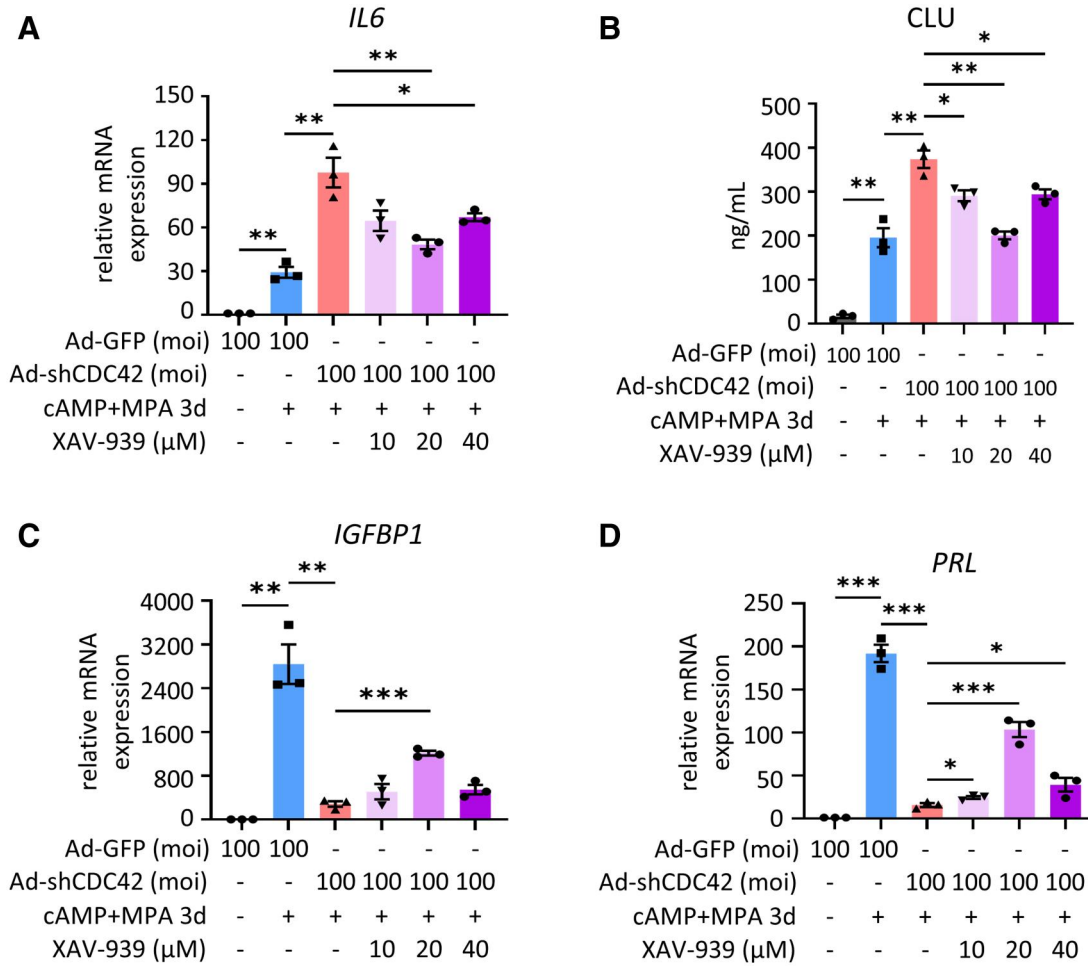 A
IL6
**
*
**
**
relative mRNA
expression
150
120
90
60
30
0
Ad-GFP (moi) 100 100 - - - -
Ad-shCDC42 (moi) - - 100 100 100 100
cAMP+MPA 3d - + + + + +
XAV-939 (μM) - - - 10 20 40
B
CLU
*
**
*
**
**
ng/mL
500
400
300
200
100
0
Ad-GFP (moi) 100 100 - - - -
Ad-shCDC42 (moi) - - 100 100 100 100
cAMP+MPA 3d - + + + + +
XAV-939 (μM) - - - 10 20 40
C
IGFBP1
**
**
***
relative mRNA
expression
4000
3200
2400
1600
800
0
Ad-GFP (moi) 100 100 - - - -
Ad-shCDC42 (moi) - - 100 100 100 100
cAMP+MPA 3d - + + + + +
XAV-939 (μM) - - - 10 20 40
D
PRL
***
***
*
***
*
relative mRNA
expression
250
200
150
100
50
0
Ad-GFP (moi) 100 100 - - - -
Ad-shCDC42 (moi) - - 100 100 100 100
cAMP+MPA 3d - + + + + +
XAV-939 (μM) - - - 10 20 40